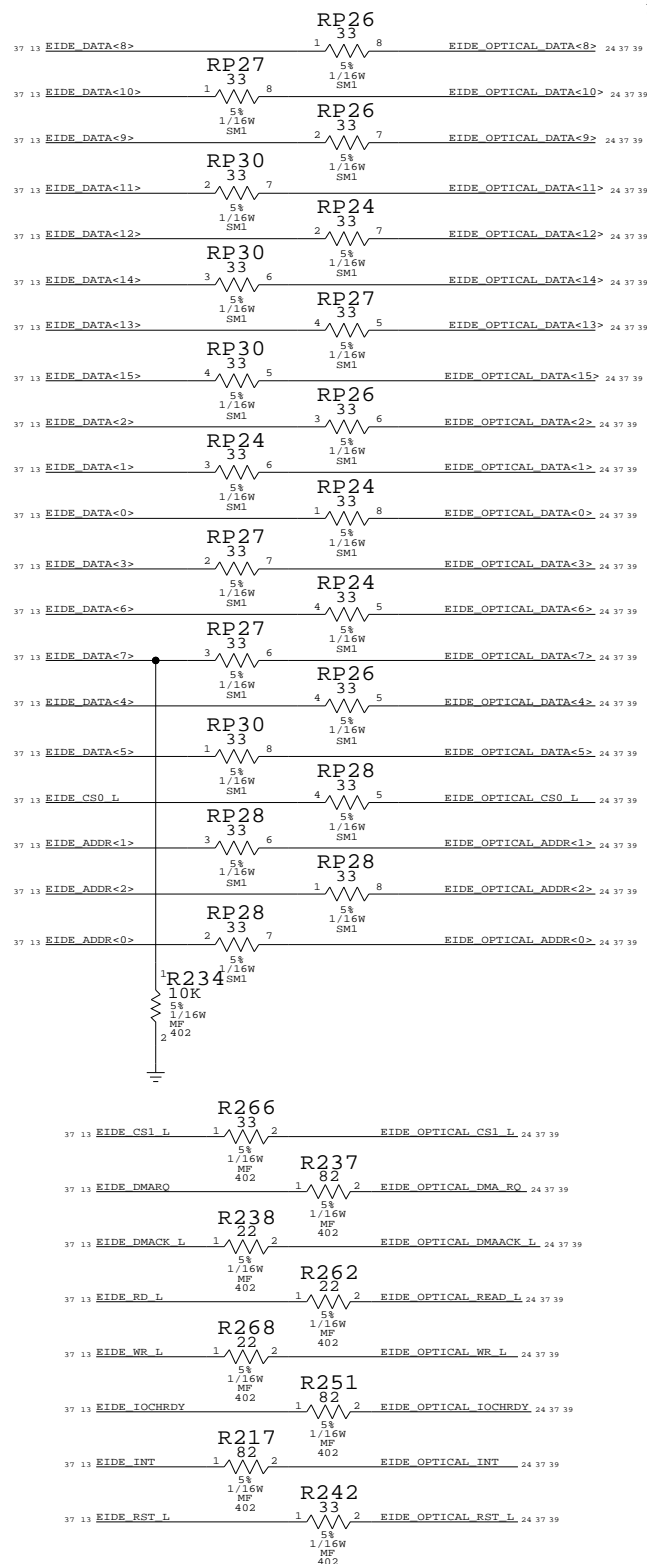 RP26
33
37 13 EIDE_DATA<8> 1 8 EIDE_OPTICAL_DATA<8> 24 37 39
5%
1/16W
SM1
RP27
33
37 13 EIDE_DATA<10> 1 8 EIDE_OPTICAL_DATA<10> 24 37 39
5%
1/16W
SM1
RP26
33
37 13 EIDE_DATA<9> 2 7 EIDE_OPTICAL_DATA<9> 24 37 39
5%
1/16W
SM1
RP30
33
37 13 EIDE_DATA<11> 2 7 EIDE_OPTICAL_DATA<11> 24 37 39
5%
1/16W
SM1
RP24
33
37 13 EIDE_DATA<12> 2 7 EIDE_OPTICAL_DATA<12> 24 37 39
5%
1/16W
SM1
RP30
33
37 13 EIDE_DATA<14> 3 6 EIDE_OPTICAL_DATA<14> 24 37 39
5%
1/16W
SM1
RP27
33
37 13 EIDE_DATA<13> 4 5 EIDE_OPTICAL_DATA<13> 24 37 39
5%
1/16W
SM1
RP30
33
37 13 EIDE_DATA<15> 4 5 EIDE_OPTICAL_DATA<15> 24 37 39
5%
1/16W
SM1
RP26
33
37 13 EIDE_DATA<2> 3 6 EIDE_OPTICAL_DATA<2> 24 37 39
5%
1/16W
SM1
RP24
33
37 13 EIDE_DATA<1> 3 6 EIDE_OPTICAL_DATA<1> 24 37 39
5%
1/16W
SM1
RP24
33
37 13 EIDE_DATA<0> 1 8 EIDE_OPTICAL_DATA<0> 24 37 39
5%
1/16W
SM1
RP27
33
37 13 EIDE_DATA<3> 2 7 EIDE_OPTICAL_DATA<3> 24 37 39
5%
1/16W
SM1
RP24
33
37 13 EIDE_DATA<6> 4 5 EIDE_OPTICAL_DATA<6> 24 37 39
5%
1/16W
SM1
RP27
33
37 13 EIDE_DATA<7> 3 6 EIDE_OPTICAL_DATA<7> 24 37 39
5%
1/16W
SM1
RP26
33
37 13 EIDE_DATA<4> 4 5 EIDE_OPTICAL_DATA<4> 24 37 39
5%
1/16W
SM1
RP30
33
37 13 EIDE_DATA<5> 1 8 EIDE_OPTICAL_DATA<5> 24 37 39
5%
1/16W
SM1
RP28
33
37 13 EIDE_CS0_L 4 5 EIDE_OPTICAL_CS0_L 24 37 39
5%
1/16W
SM1
RP28
33
37 13 EIDE_ADDR<1> 3 6 EIDE_OPTICAL_ADDR<1> 24 37 39
5%
1/16W
SM1
RP28
33
37 13 EIDE_ADDR<2> 1 8 EIDE_OPTICAL_ADDR<2> 24 37 39
5%
1/16W
SM1
RP28
33
37 13 EIDE_ADDR<0> 2 7 EIDE_OPTICAL_ADDR<0> 24 37 39
5%
1/16W
SM1
1 R234
10K
5%
1/16W
MF
2 402
R266
33
37 13 EIDE_CS1_L 1 2 EIDE_OPTICAL_CS1_L 24 37 39
5%
1/16W
MF
402
R237
82
37 13 EIDE_DMARQ 1 2 EIDE_OPTICAL_DMA_RQ 24 37 39
5%
1/16W
MF
402
R238
22
37 13 EIDE_DMACK_L 1 2 EIDE_OPTICAL_DMAACK_L 24 37 39
5%
1/16W
MF
402
R262
22
37 13 EIDE_RD_L 1 2 EIDE_OPTICAL_READ_L 24 37 39
5%
1/16W
MF
402
R268
22
37 13 EIDE_WR_L 1 2 EIDE_OPTICAL_WR_L 24 37 39
5%
1/16W
MF
402
R251
82
37 13 EIDE_IOCHRDY 1 2 EIDE_OPTICAL_IOCHRDY 24 37 39
5%
1/16W
MF
402
R217
82
37 13 EIDE_INT 1 2 EIDE_OPTICAL_INT 24 37 39
5%
1/16W
MF
402
R242
33
37 13 EIDE_RST_L 1 2 EIDE_OPTICAL_RST_L 24 37 39
5%
1/16W
MF
402